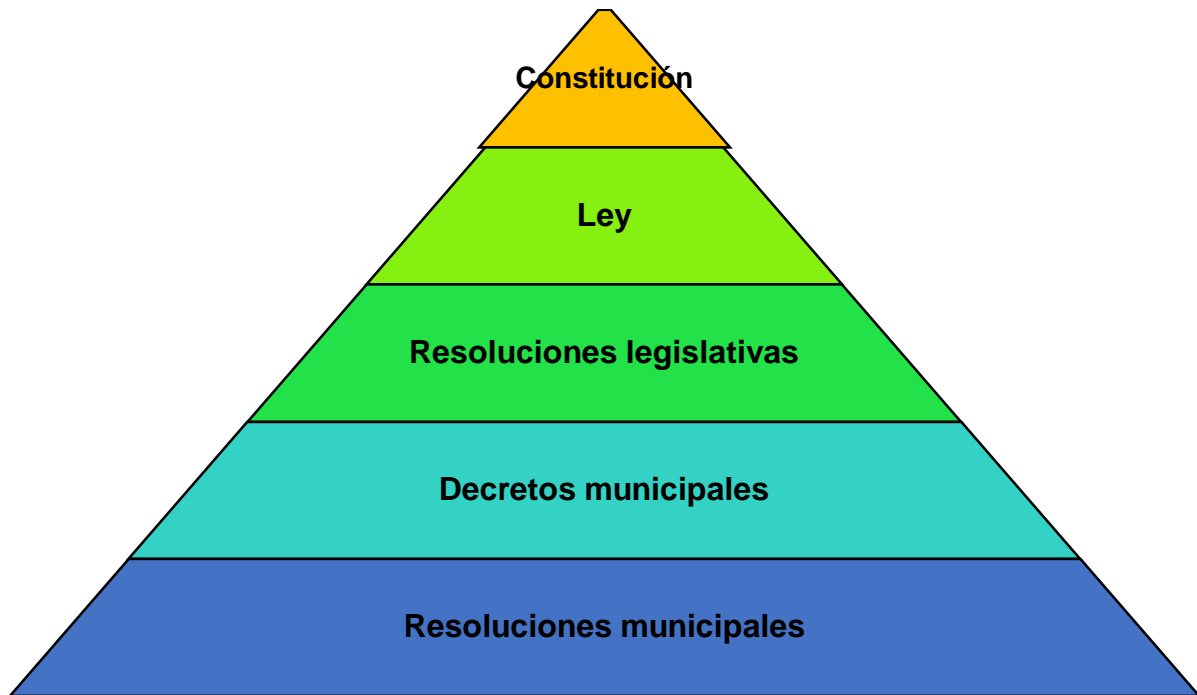 Constitución
Ley
Resoluciones legislativas
Decretos municipales
Resoluciones municipales